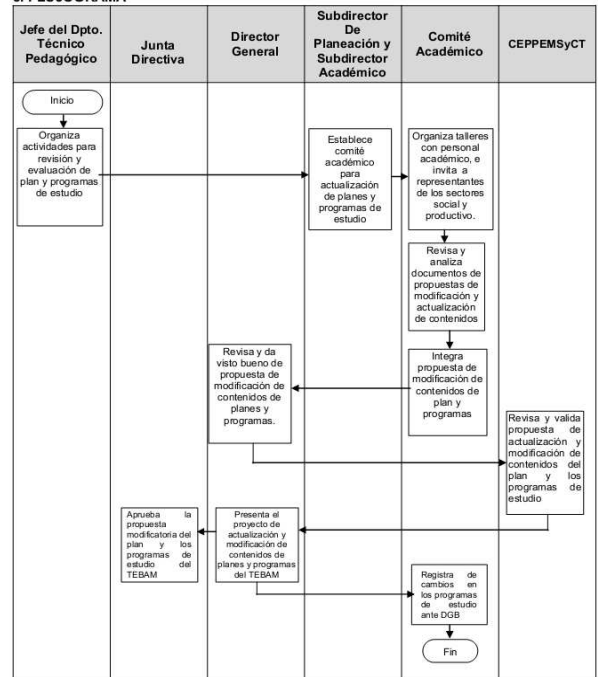 Jefe del Dpto.
Técnico
Pedagógico
Junta
Directiva
Director
General
Subdirector
De
Planeación y
Subdirector
Académico
Comité
Académico
CEPPEMSyCT
Inicio
Organiza
actividades para
revisión y
evaluación de
plan y programas
de estudio
Establece
comité
académico
para
actualización
de planes y
programas de
estudio
Organiza talleres
con personal
académico, e
invita a
representantes
de los sectores
social y
productivo.
Revisa y
analiza
documentos de
propuestas de
modificación y
actualización
de contenidos
Revisa y da
visto bueno de
propuesta de
modificación de
contenidos de
planes y
programas.
Integra
propuesta de
modificación de
contenidos de
plan y
programas
Revisa y valida
propuesta de
actualización y
modificación de
contenidos del
plan y los
programas de
estudio
Aprueba la
propuesta
modificatoria del
plan y los
programas de
estudio del
TEBAM
Presenta el
proyecto de
actualización y
modificación de
contenidos de
planes y programas
del TEBAM
Registra de
cambios en
los programas
de estudio
ante DGB
Fin